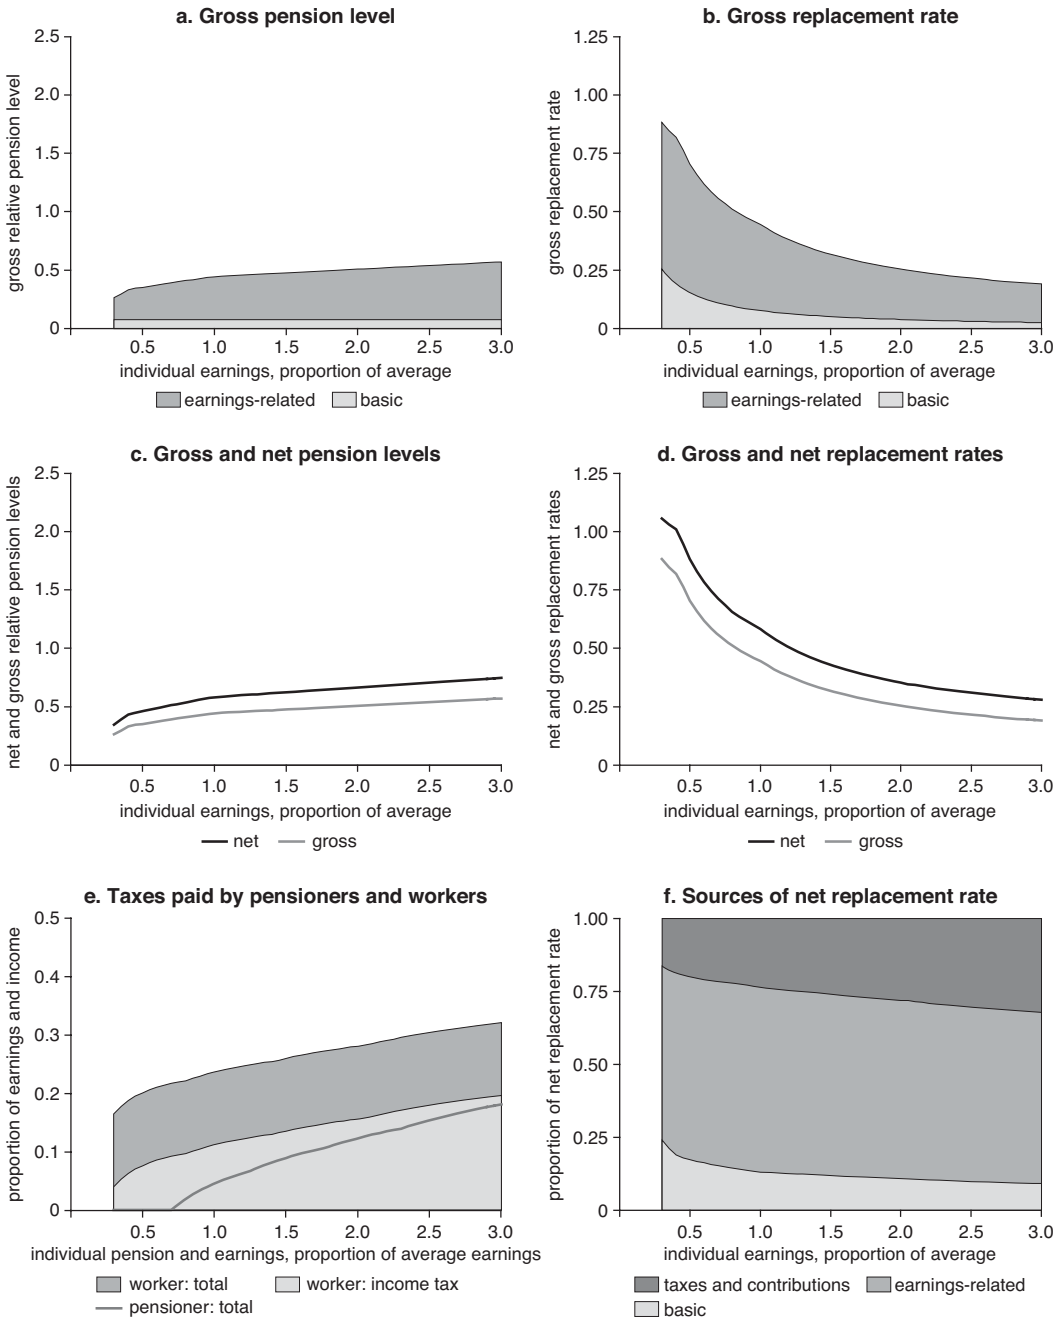 a. Gross pension level
gross relative pension level
2.5
2.0
1.5
1.0
0.5
0
0.5 1.0 1.5 2.0 2.5 3.0
individual earnings, proportion of average
earnings-related basic
b. Gross replacement rate
gross replacement rate
1.25
1.00
0.75
0.50
0.25
0
0.5 1.0 1.5 2.0 2.5 3.0
individual earnings, proportion of average
earnings-related basic
c. Gross and net pension levels
net and gross relative pension levels
2.5
2.0
1.5
1.0
0.5
0
0.5 1.0 1.5 2.0 2.5 3.0
individual earnings, proportion of average
net gross
d. Gross and net replacement rates
net and gross replacement rates
1.25
1.00
0.75
0.50
0.25
0
0.5 1.0 1.5 2.0 2.5 3.0
individual earnings, proportion of average
net gross
e. Taxes paid by pensioners and workers
proportion of earnings and income
0.5
0.4
0.3
0.2
0.1
0
0.5 1.0 1.5 2.0 2.5 3.0
individual pension and earnings, proportion of average earnings
worker: total worker: income tax
pensioner: total
f. Sources of net replacement rate
proportion of net replacement rate
1.00
0.75
0.50
0.25
0
0.5 1.0 1.5 2.0 2.5 3.0
individual earnings, proportion of average
taxes and contributions earnings-related
basic